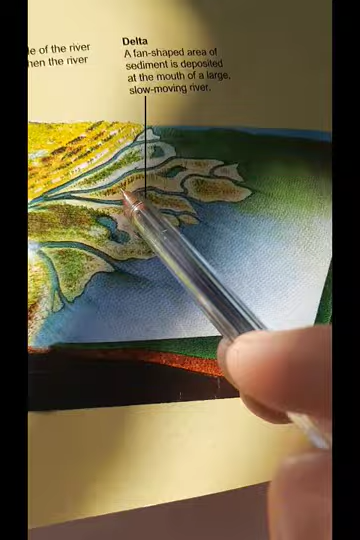 le of the river
hen the river
Delta
A fan-shaped area of
sediment is deposited
at the mouth of a large,
slow-moving river.